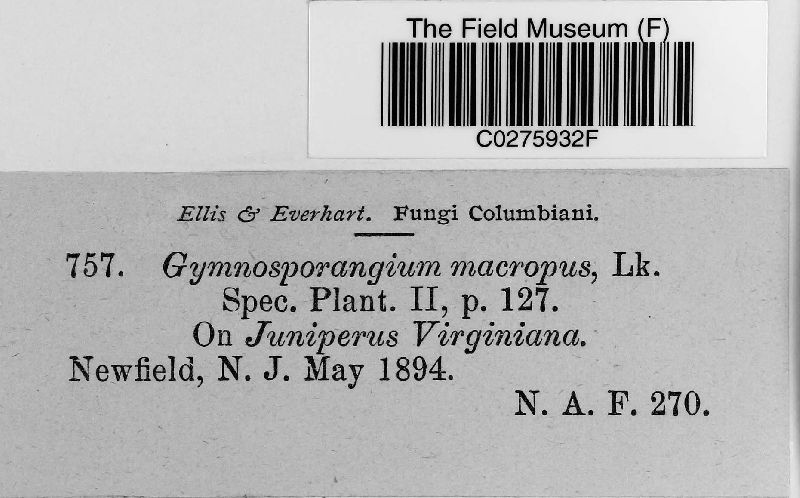 The Field Museum (F)
C0275932F
Ellis & Everhart. Fungi Columbiani.
757. Gymnosporangium macropus, Lk.
Spec. Plant. II, p. 127.
On Juniperus Virginiana.
Newfield, N. J. May 1894.
N. A. F. 270.